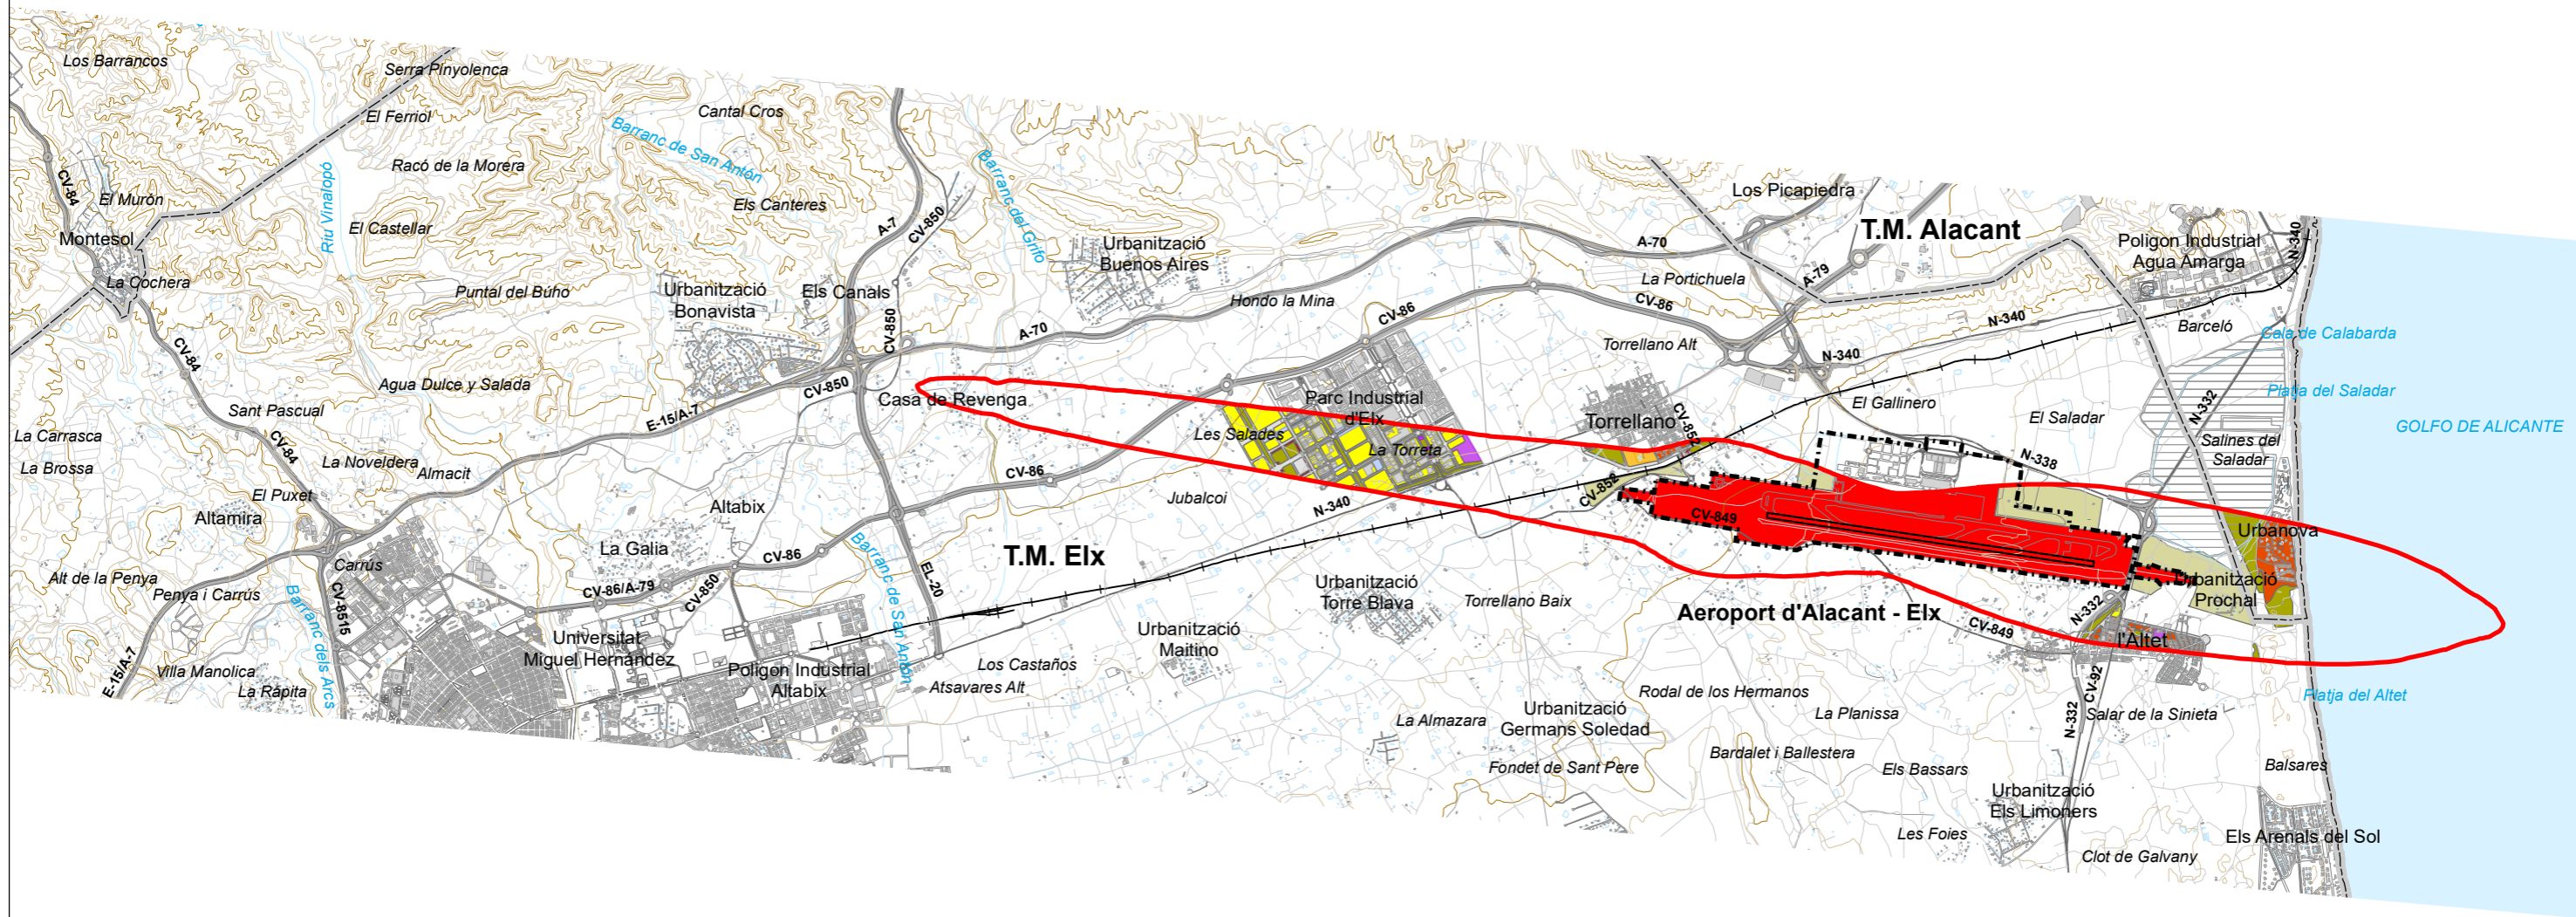 Los Barrancos
Serra Pinyolenca
El Ferriol
Cantal Cros
Barranc de San Antón
Racó de la Morera
Riu Vinalopó
CV-84
El Murón
Els Canteres
Barranc del Grifo
Montesol
El Castellar
A-7
CV-850
Urbanització
Buenos Aires
La Cochera
Puntal del Búho
Urbanització
Bonavista
Els Canals
CV-850
A-70
Hondo la Mina
CV-86
Los Picapiedra
T.M. Alacant
A-70
La Portichuela
A-79
CV-86
Torrellano Alt
N-340
N-340
Poligon Industrial
Agua Amarga
N-340
Barceló
Cala de Calabarda
Platja del Saladar
GOLFO DE ALICANTE
CV-84
Agua Dulce y Salada
CV-850
E-15/A-7
Casa de Revenga
Sant Pascual
La Carrasca
La Brossa
CV-84
La Noveldera
Almacit
El Puxet
Altamira
Les Salades
Parc Industrial
d'Elx
La Torreta
Torrellano
CV-852
El Gallinero
El Saladar
N-332
Salines del
Saladar
N-338
CV-86
Jubalcoi
N-340
CV-852
CV-849
Urbanova
Altabix
La Galia
CV-86
Barranc de San Antón
EL-20
T.M. Elx
Carrús
Alt de la Penya
Penya i Carrús
CV-86/A-79
CV-850
Barranc dels Arcs
CV-8515
Urbanització
Torre Blava
Torrellano Baix
Aeroport d'Alacant - Elx
Urbanització
Prochal
N-332
CV-849
l'Altet
Universitat
Miguel Hernández
Urbanització
Maitino
Los Castaños
Atsavares Alt
Poligon Industrial
Altabix
E-15/A-7
Villa Manolica
La Ràpita
Rodal de los Hermanos
La Planissa
CV-92
N-332
Salar de la Sinieta
Platja del Altet
La Almazara
Urbanització
Germans Soledad
Bardalet i Ballestera
Fondet de Sant Pere
Els Bassars
Balsares
Urbanització
Els Limoners
Les Foies
Els Arenals del Sol
Clot de Galvany